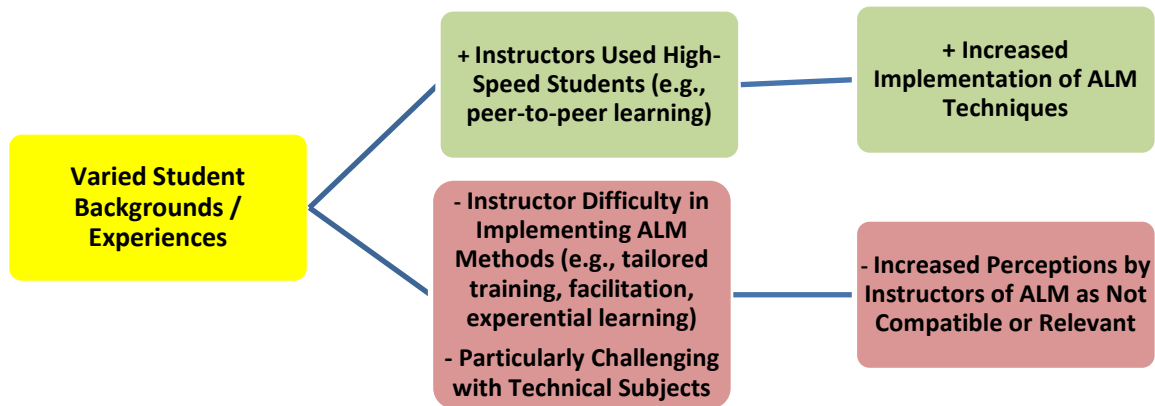 Varied Student
Backgrounds /
Experiences
+ Instructors Used High-
Speed Students (e.g.,
peer-to-peer learning)
+ Increased
Implementation of ALM
Techniques
- Instructor Difficulty in
Implementing ALM
Methods (e.g., tailored
training, facilitation,
experential learning)
- Particularly Challenging
with Technical Subjects
- Increased Perceptions by
Instructors of ALM as Not
Compatible or Relevant